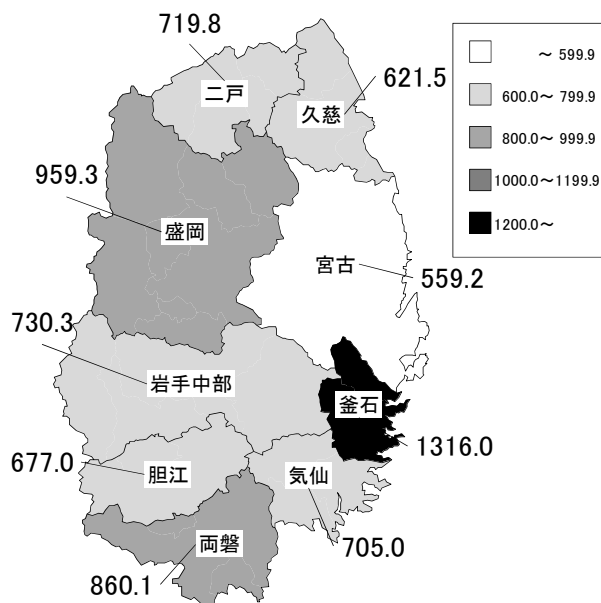 719.8
二戸
621.5
久慈
959.3
盛岡
宮古
559.2
730.3
岩手中部
釜石
1316.0
677.0
胆江
気仙
705.0
両磐
860.1
～ 599.9
600.0～ 799.9
800.0～ 999.9
1000.0～1199.9
1200.0～